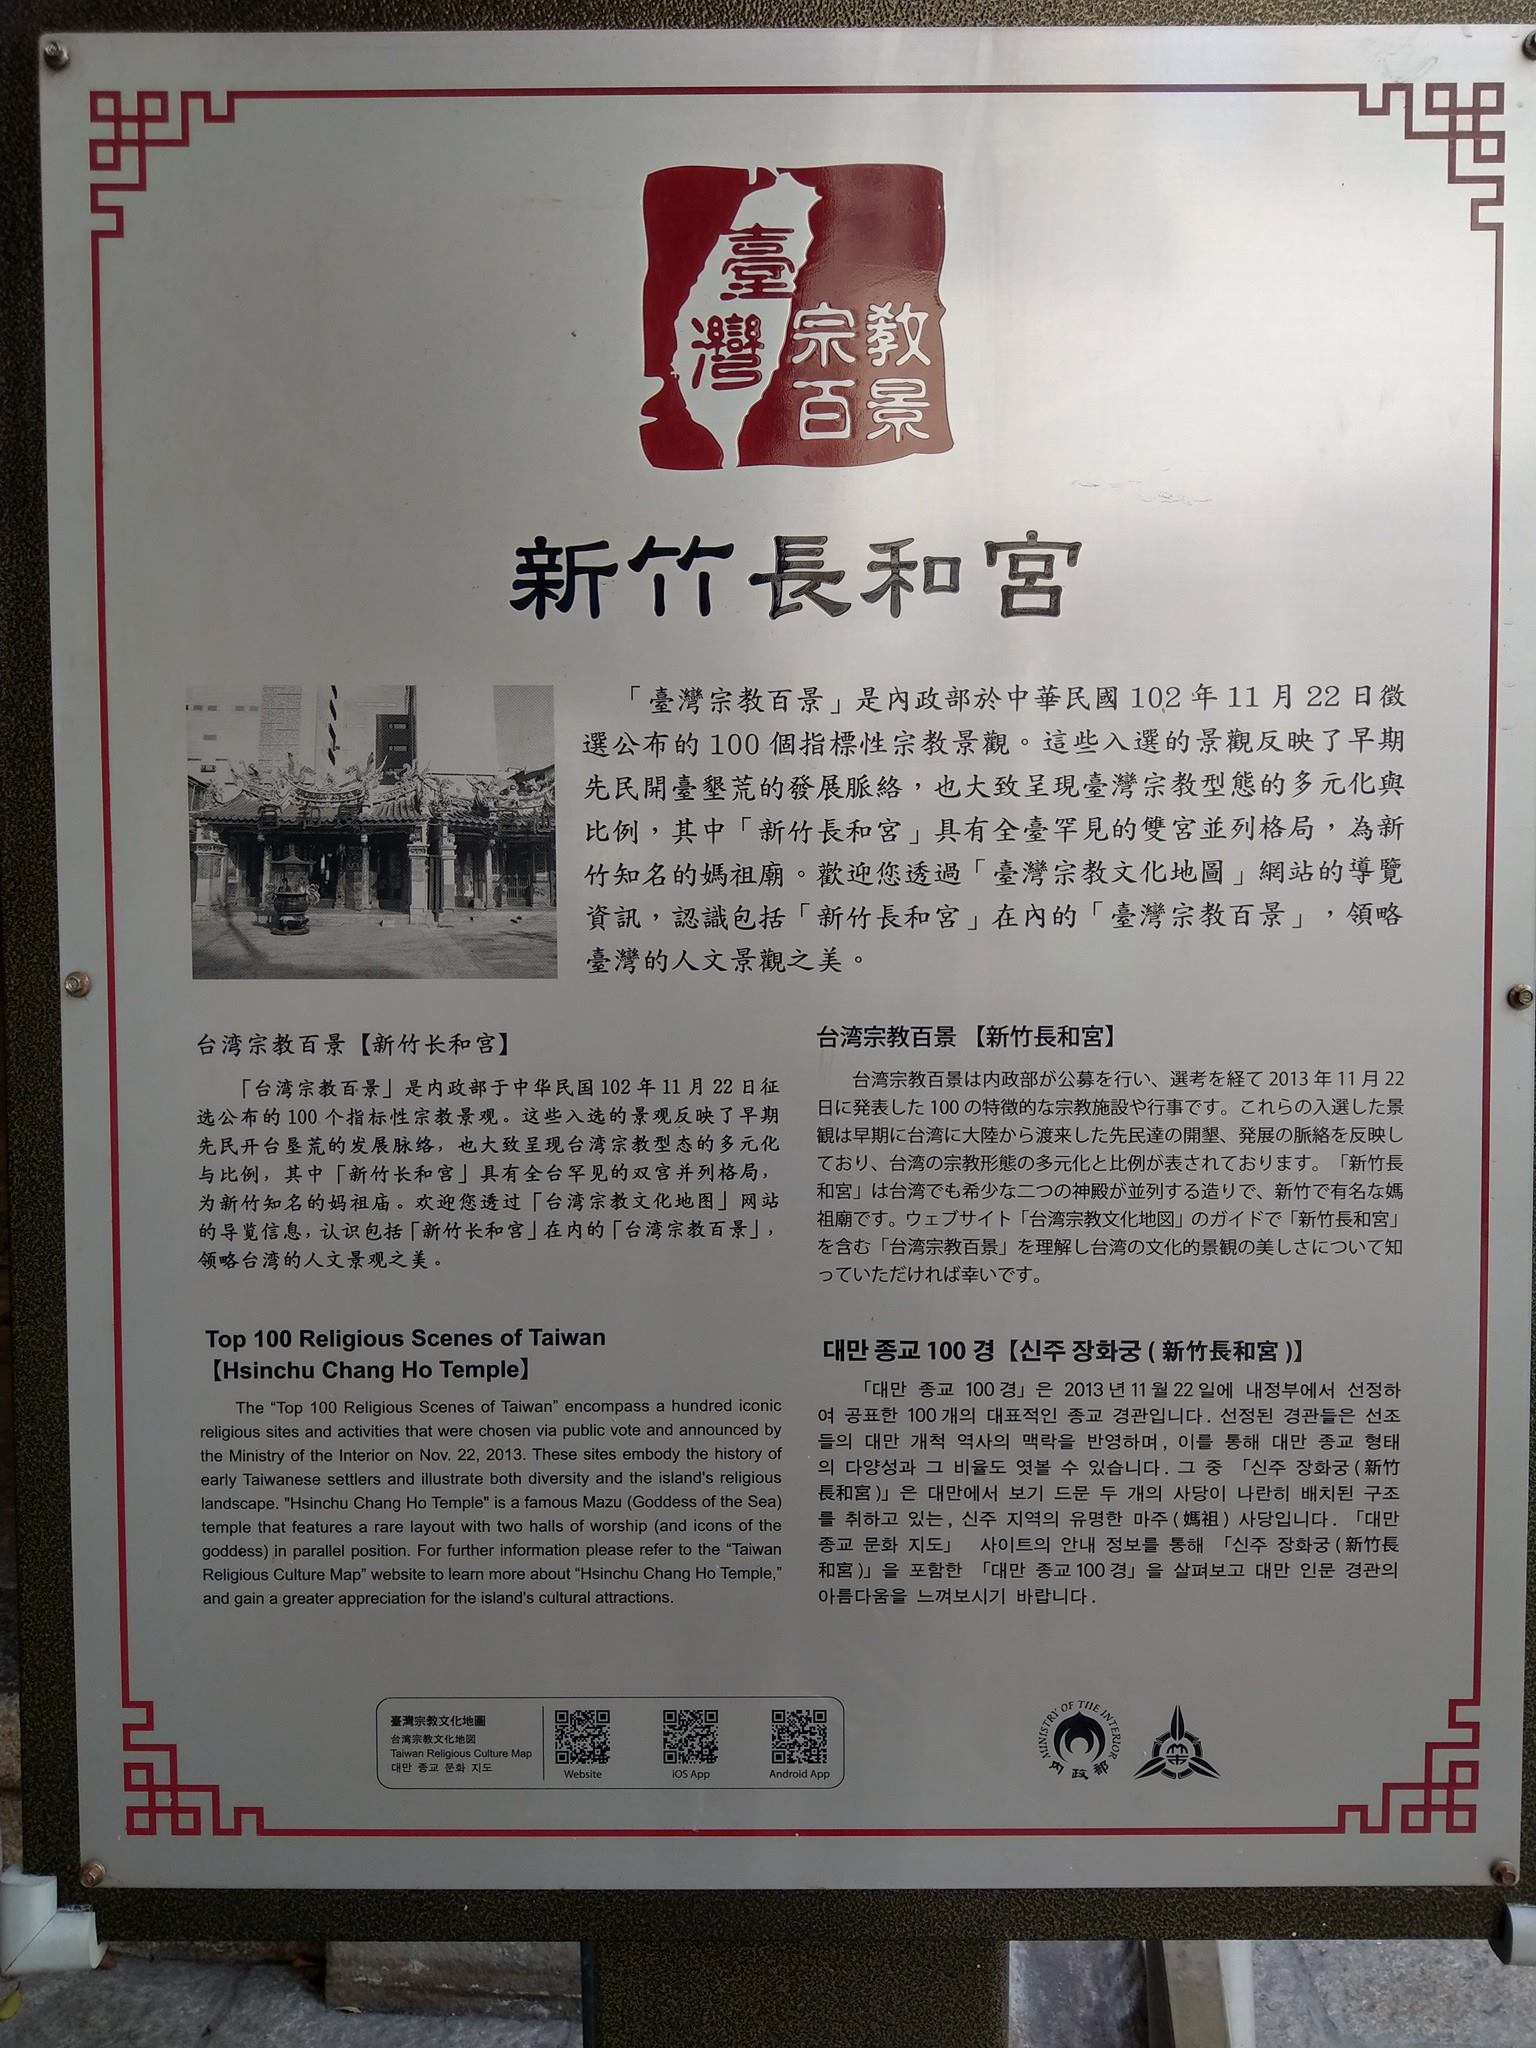 臺灣
宗教
百景
新竹長和宮
「臺灣宗教百景」是內政部於中華民國 102 年 11 月 22 日徵
選公布的 100 個指標性宗教景觀。這些入選的景觀反映了早期
先民開臺墾荒的發展脈絡，也大致呈現臺灣宗教型態的多元化與
比例，其中「新竹長和宮」具有全臺罕見的雙宮並列格局，為新
竹知名的媽祖廟。歡迎您透過「臺灣宗教文化地圖」網站的導覽
資訊，認識包括「新竹長和宮」在內的「臺灣宗教百景」，領略
臺灣的人文景觀之美。
台湾宗教百景【新竹长和宫】
「台湾宗教百景」是内政部于中华民国 102 年 11 月 22 日征
选公布的 100 个指标性宗教景观。这些入选的景观反映了早期
先民开台垦荒的发展脉络，也大致呈现台湾宗教型态的多元化
与比例，其中「新竹长和宫」具有全台罕见的双宫并列格局，
为新竹知名的妈祖庙。欢迎您透过「台湾宗教文化地图」网站
的导览信息，认识包括「新竹长和宫」在内的「台湾宗教百景」，
领略台湾的人文景观之美。
台湾宗教百景 【新竹長和宮】
台湾宗教百景は内政部が公募を行い、選考を経て 2013 年 11 月 22
日に発表した 100 の特徴的な宗教施設や行事です。これらの入選した景
観は早期に台湾に大陸から渡来した先民達の開墾、発展の脈絡を反映し
ており、台湾の宗教形態の多元化と比例が表されております。「新竹長
和宮」は台湾でも希少な二つの神殿が並列する造りで、新竹で有名な媽
祖廟です。ウェブサイト「台湾宗教文化地図」のガイドで「新竹長和宮」
を含む「台湾宗教百景」を理解し台湾の文化的景観の美しさについて知
っていただければ幸いです。
Top 100 Religious Scenes of Taiwan
【Hsinchu Chang Ho Temple】
The “Top 100 Religious Scenes of Taiwan” encompass a hundred iconic
religious sites and activities that were chosen via public vote and announced by
the Ministry of the Interior on Nov. 22, 2013. These sites embody the history of
early Taiwanese settlers and illustrate both diversity and the island's religious
landscape. "Hsinchu Chang Ho Temple" is a famous Mazu (Goddess of the Sea)
temple that features a rare layout with two halls of worship (and icons of the
goddess) in parallel position. For further information please refer to the “Taiwan
Religious Culture Map” website to learn more about “Hsinchu Chang Ho Temple,”
and gain a greater appreciation for the island's cultural attractions.
대만 종교 100 경【신주 장화궁 ( 新竹長和宮 )】
「대만 종교 100경」은 2013년 11월 22일에 내정부에서 선정하
여 공표한 100개의 대표적인 종교 경관입니다. 선정된 경관들은 선조
들의 대만 개척 역사의 맥락을 반영하며, 이를 통해 대만 종교 형태
의 다양성과 그 비율도 엿볼 수 있습니다. 그 중 「신주 장화궁(新竹
長和宮)」은 대만에서 보기 드문 두 개의 사당이 나란히 배치된 구조
를 취하고 있는, 신주 지역의 유명한 마주(媽祖) 사당입니다. 「대만
종교 문화 지도」 사이트의 안내 정보를 통해 「신주 장화궁(新竹長
和宮)」을 포함한 「대만 종교100경」을 살펴보고 대만 인문 경관의
아름다움을 느껴보시기 바랍니다.
臺灣宗教文化地圖
台湾宗教文化地図
Taiwan Religious Culture Map
대만 종교 문화 지도
Website
iOS App
Android App
MINISTRY OF THE INTERIOR
內政部